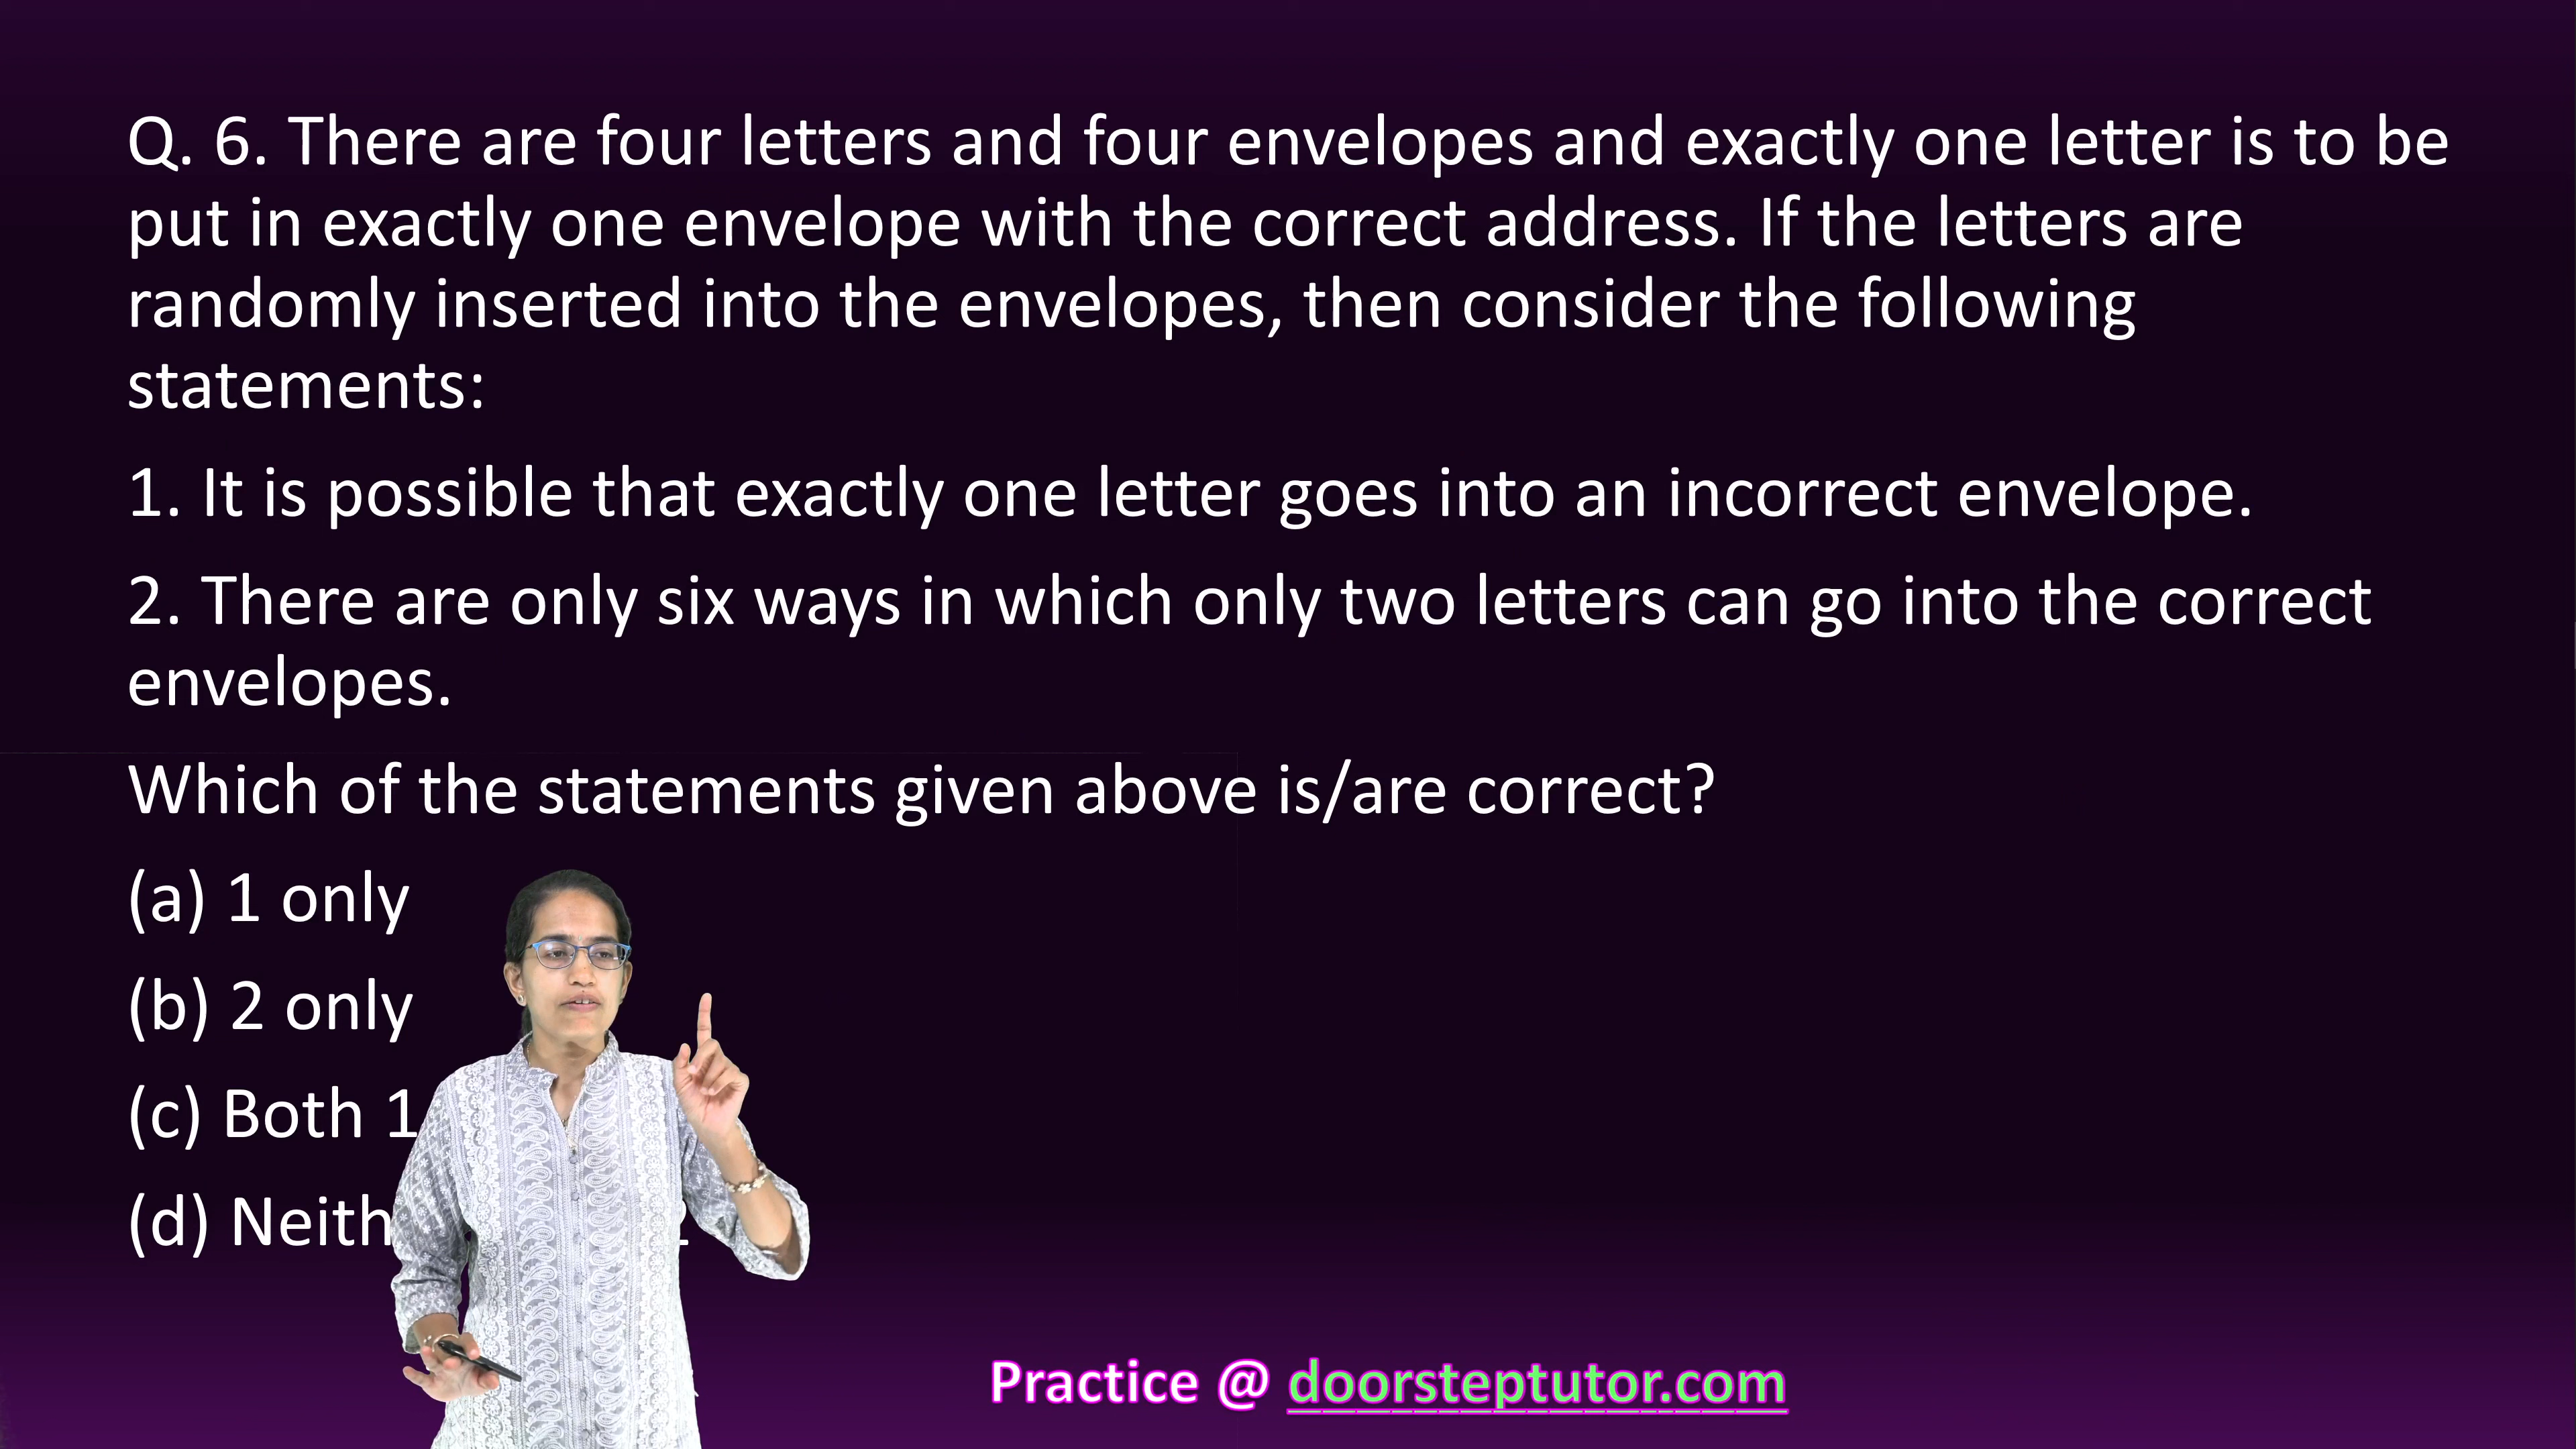 Q. 6. There are four letters and four envelopes and exactly one letter is to be
put in exactly one envelope with the correct address. If the letters are
randomly inserted into the envelopes, then consider the following
statements:
1. It is possible that exactly one letter goes into an incorrect envelope.
2. There are only six ways in which only two letters can go into the correct
envelopes.
Which of the statements given above is/are correct?
(a) 1 only
(b) 2 only
(c) Both 1
(d)
Practice @ doorsteptutor.com